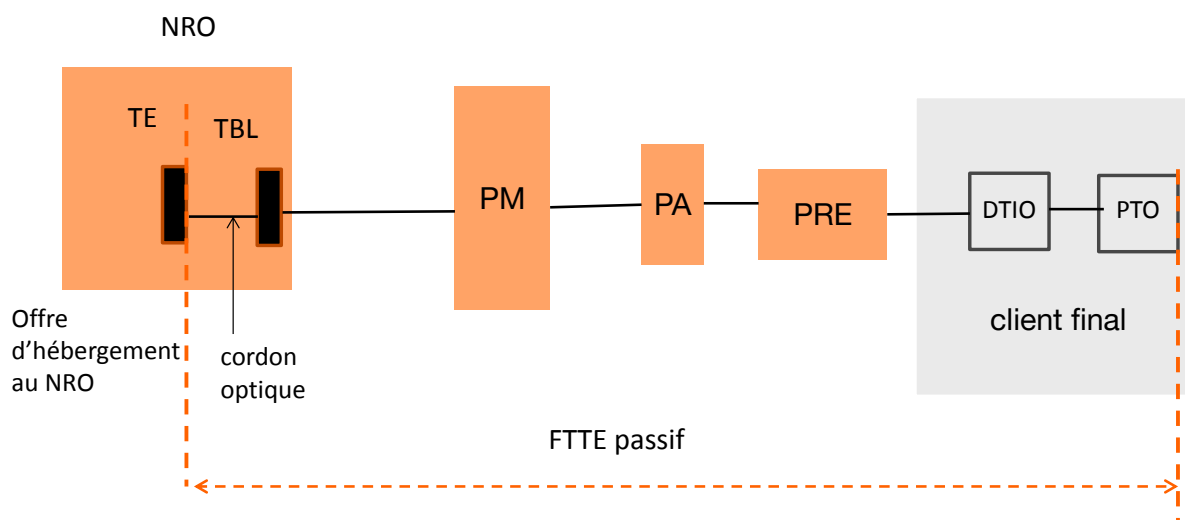 NRO
TE
TBL
PM
PA
PRE
DTIO
PTO
client final
Offre
d’hébergement
au NRO
cordon
optique
FTTE passif